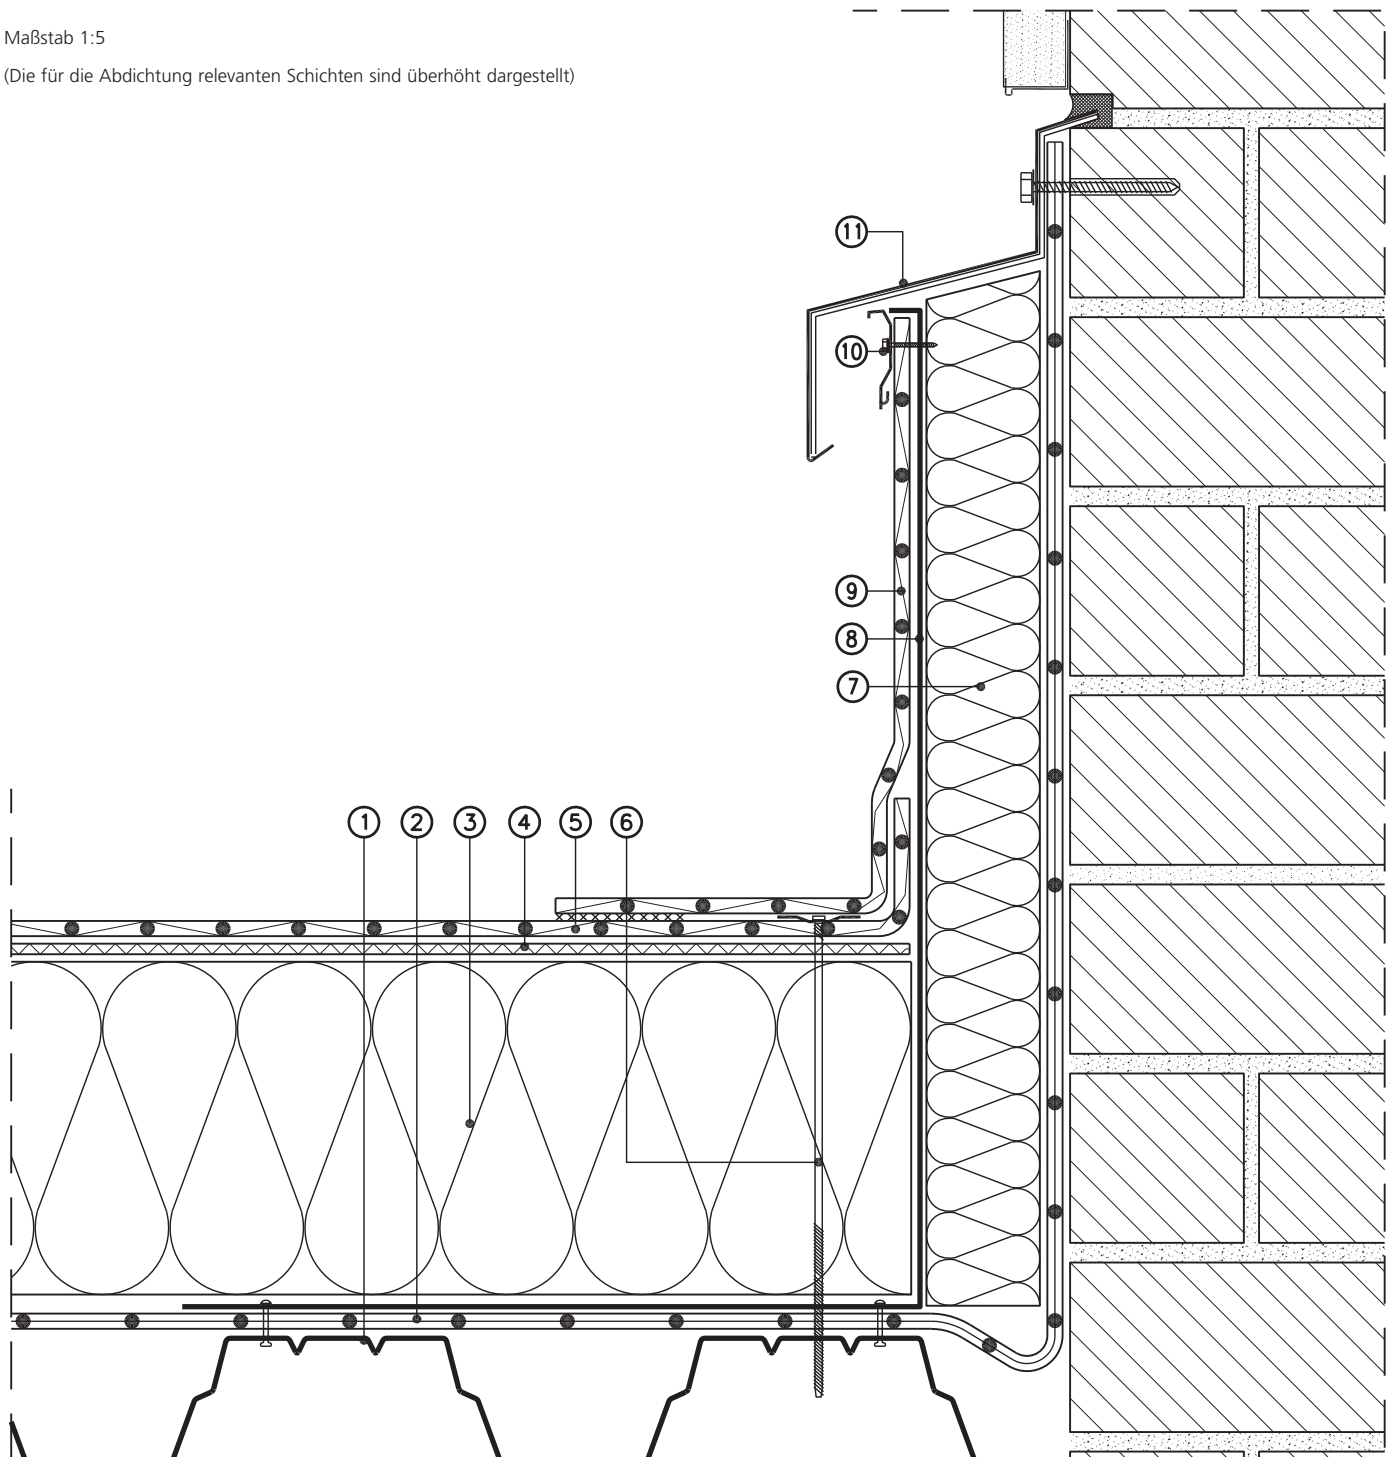 Maßstab 1:5
(Die für die Abdichtung relevanten Schichten sind überhöht dargestellt)
11
10
9
8
7
1 2 3 4 5 6